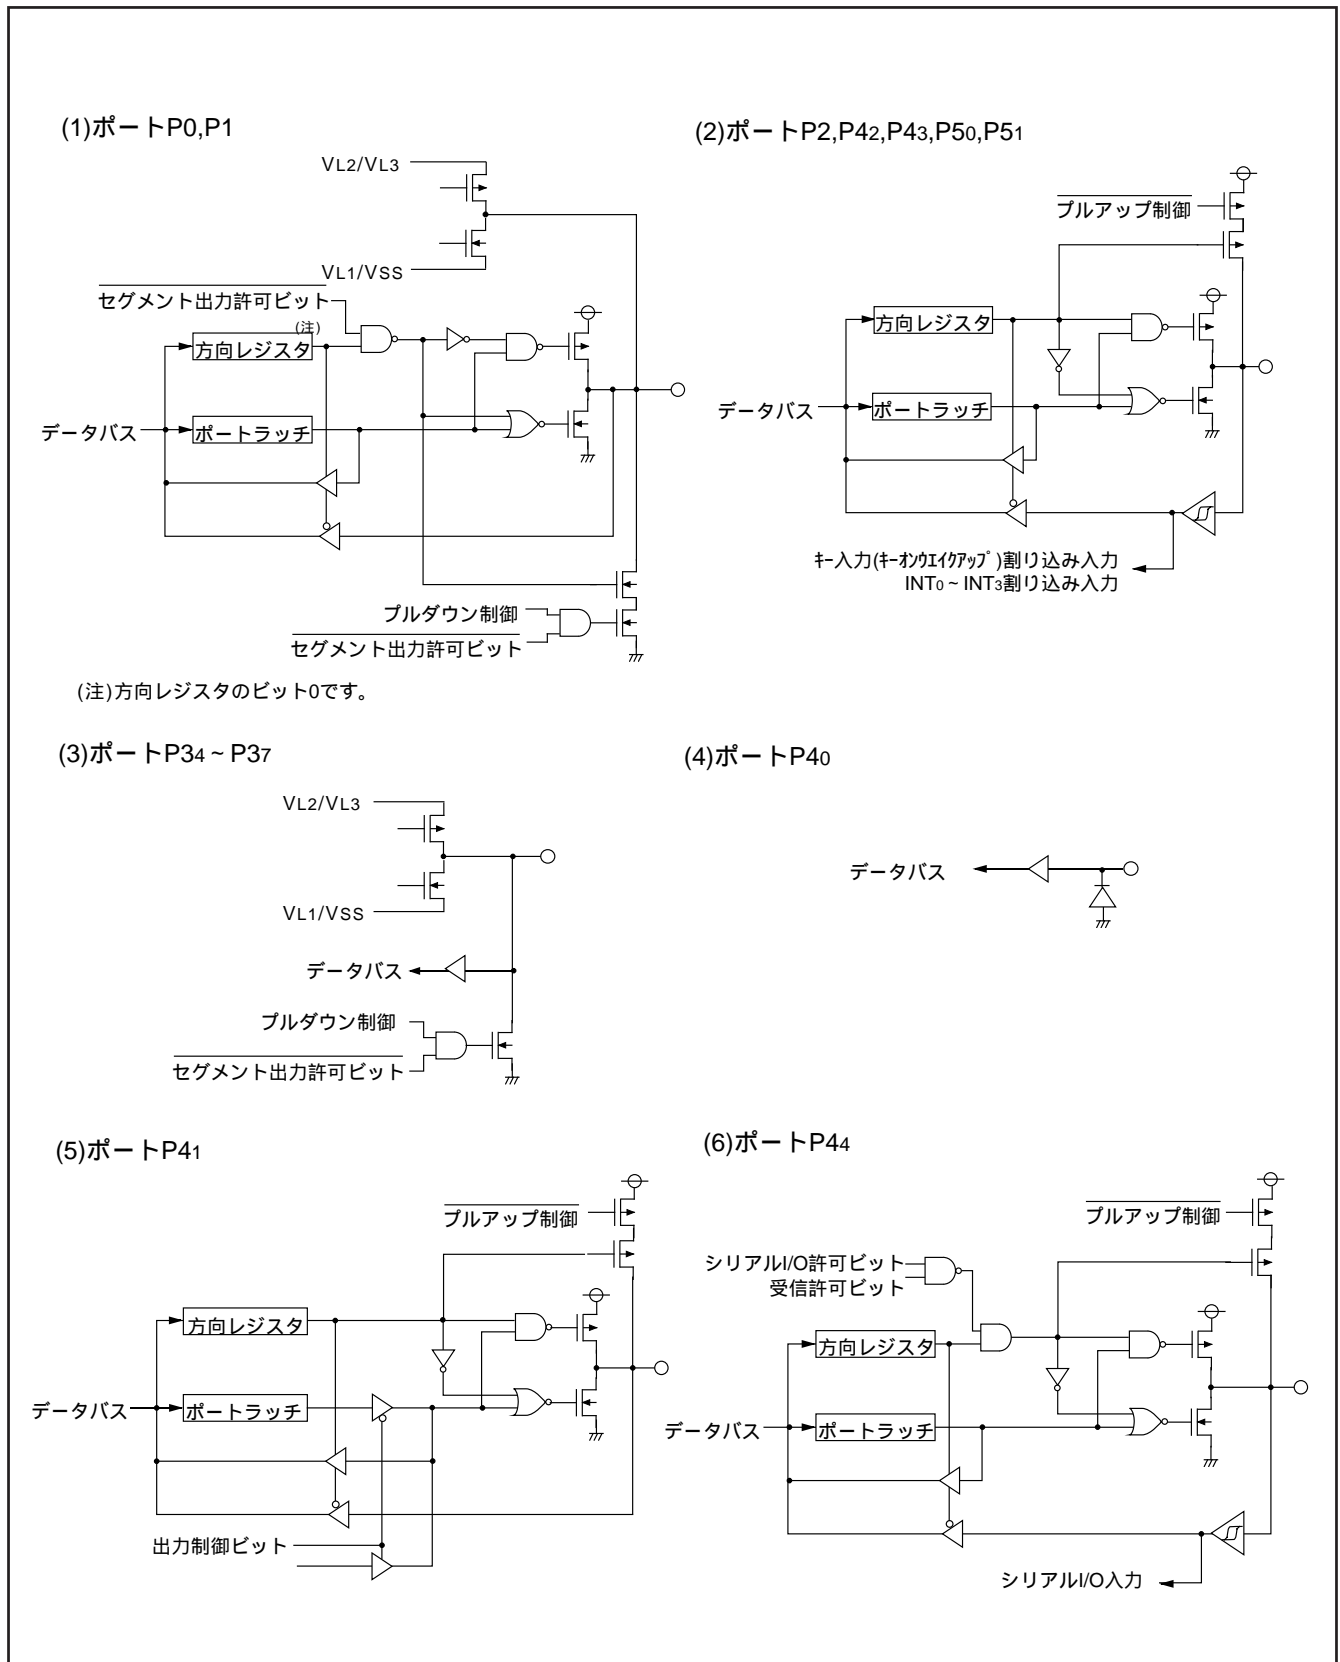 (1)ポートP0,P1
VL2/VL3
VL1/VSS
セグメント出力許可ビット
(注)
方向レジスタ
データバス
ポートラッチ
プルダウン制御
セグメント出力許可ビット
(注)方向レジスタのビット0です。
(2)ポートP2,P42,P43,P50,P51
プルアップ制御
方向レジスタ
データバス
ポートラッチ
キー入力(キーオンウエイクアップ)割り込み入力
INT0~INT3割り込み入力
(3)ポートP34~P37
VL2/VL3
VL1/VSS
データバス
プルダウン制御
セグメント出力許可ビット
(4)ポートP40
データバス
(5)ポートP41
プルアップ制御
方向レジスタ
データバス
ポートラッチ
出力制御ビット
(6)ポートP44
プルアップ制御
シリアルI/O許可ビット
受信許可ビット
方向レジスタ
データバス
ポートラッチ
シリアルI/O入力